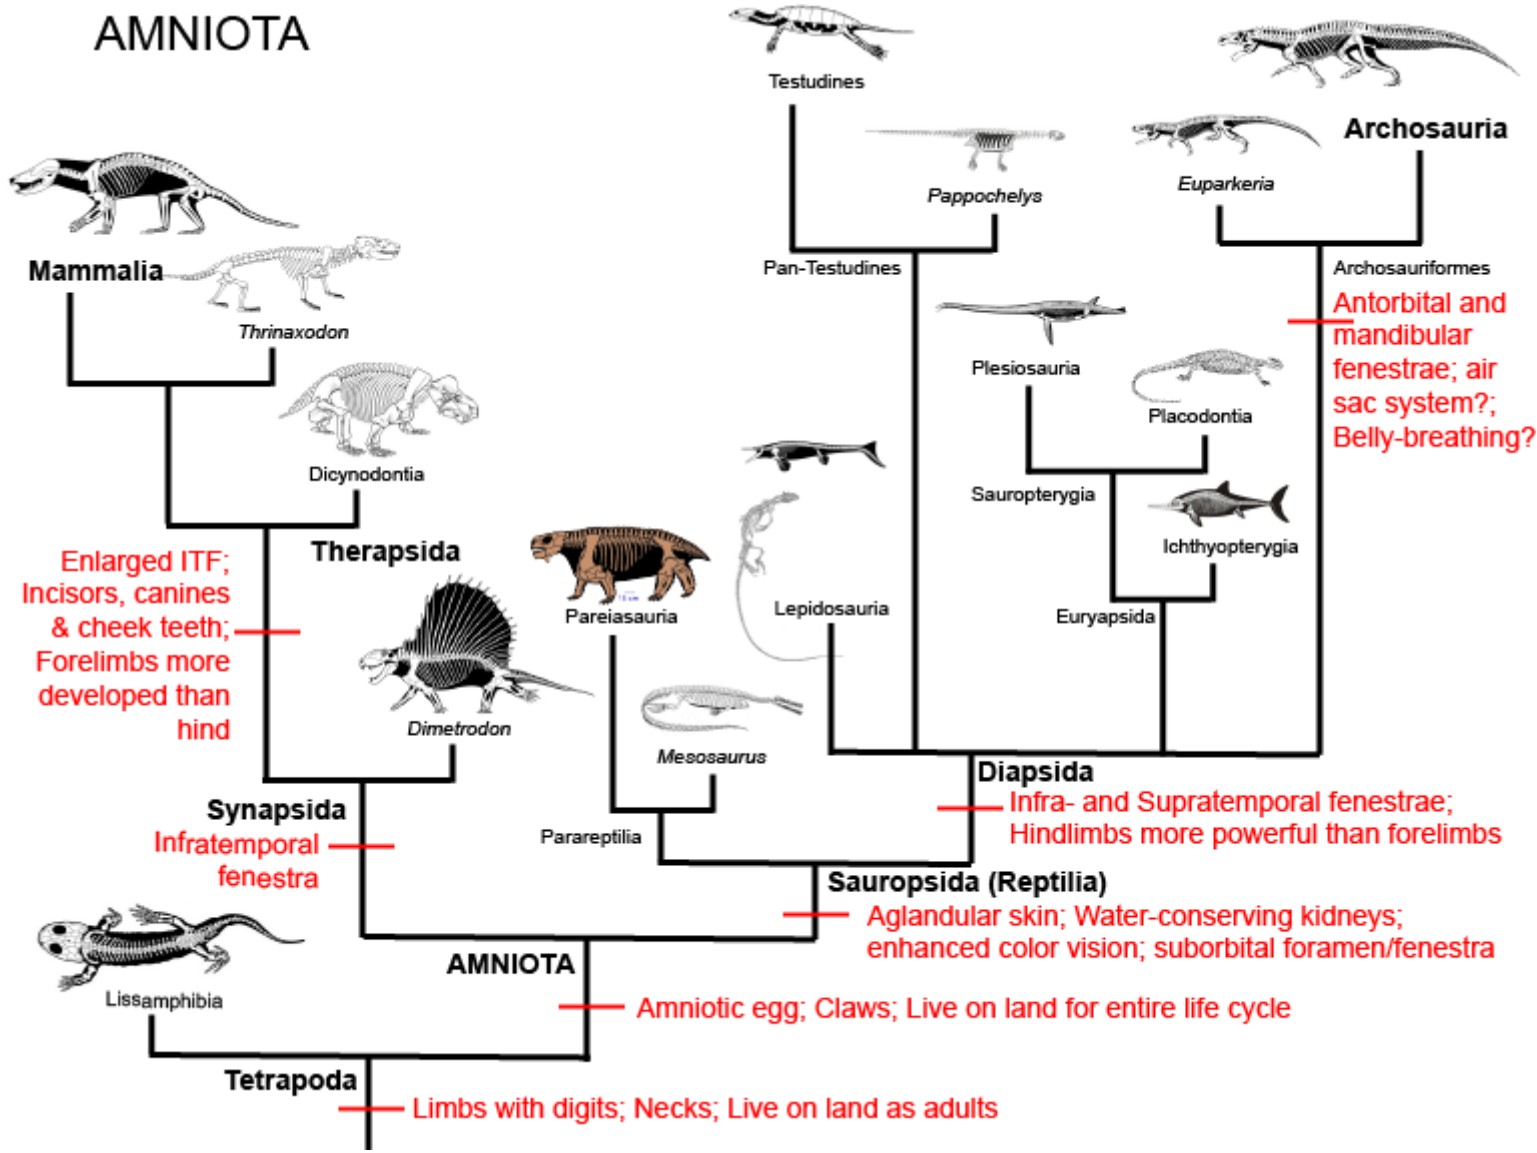 AMNIOTA
Testudines
Archosauria
Pappochelys
Euparkeria
Mammalia
Thrinaxodon
Pan-Testudines
Archosauriformes
Antorbital and
mandibular
fenestrae; air
sac system?;
Belly-breathing?
Plesiosauria
Placodontia
Dicynodontia
Sauropterygia
Ichthyopterygia
Therapsida
Enlarged ITF;
Incisors, canines
& cheek teeth;
Forelimbs more
developed than
hind
Pareiasauria
Lepidosauria
Euryapsida
Dimetrodon
Mesosaurus
Diapsida
Infra- and Supratemporal fenestrae;
Hindlimbs more powerful than forelimbs
Synapsida
Infratemporal
fenestra
Parareptilia
Sauropsida (Reptilia)
Aglandular skin; Water-conserving kidneys;
enhanced color vision; suborbital foramen/fenestra
AMNIOTA
Lissamphibia
Amniotic egg; Claws; Live on land for entire life cycle
Tetrapoda
Limbs with digits; Necks; Live on land as adults